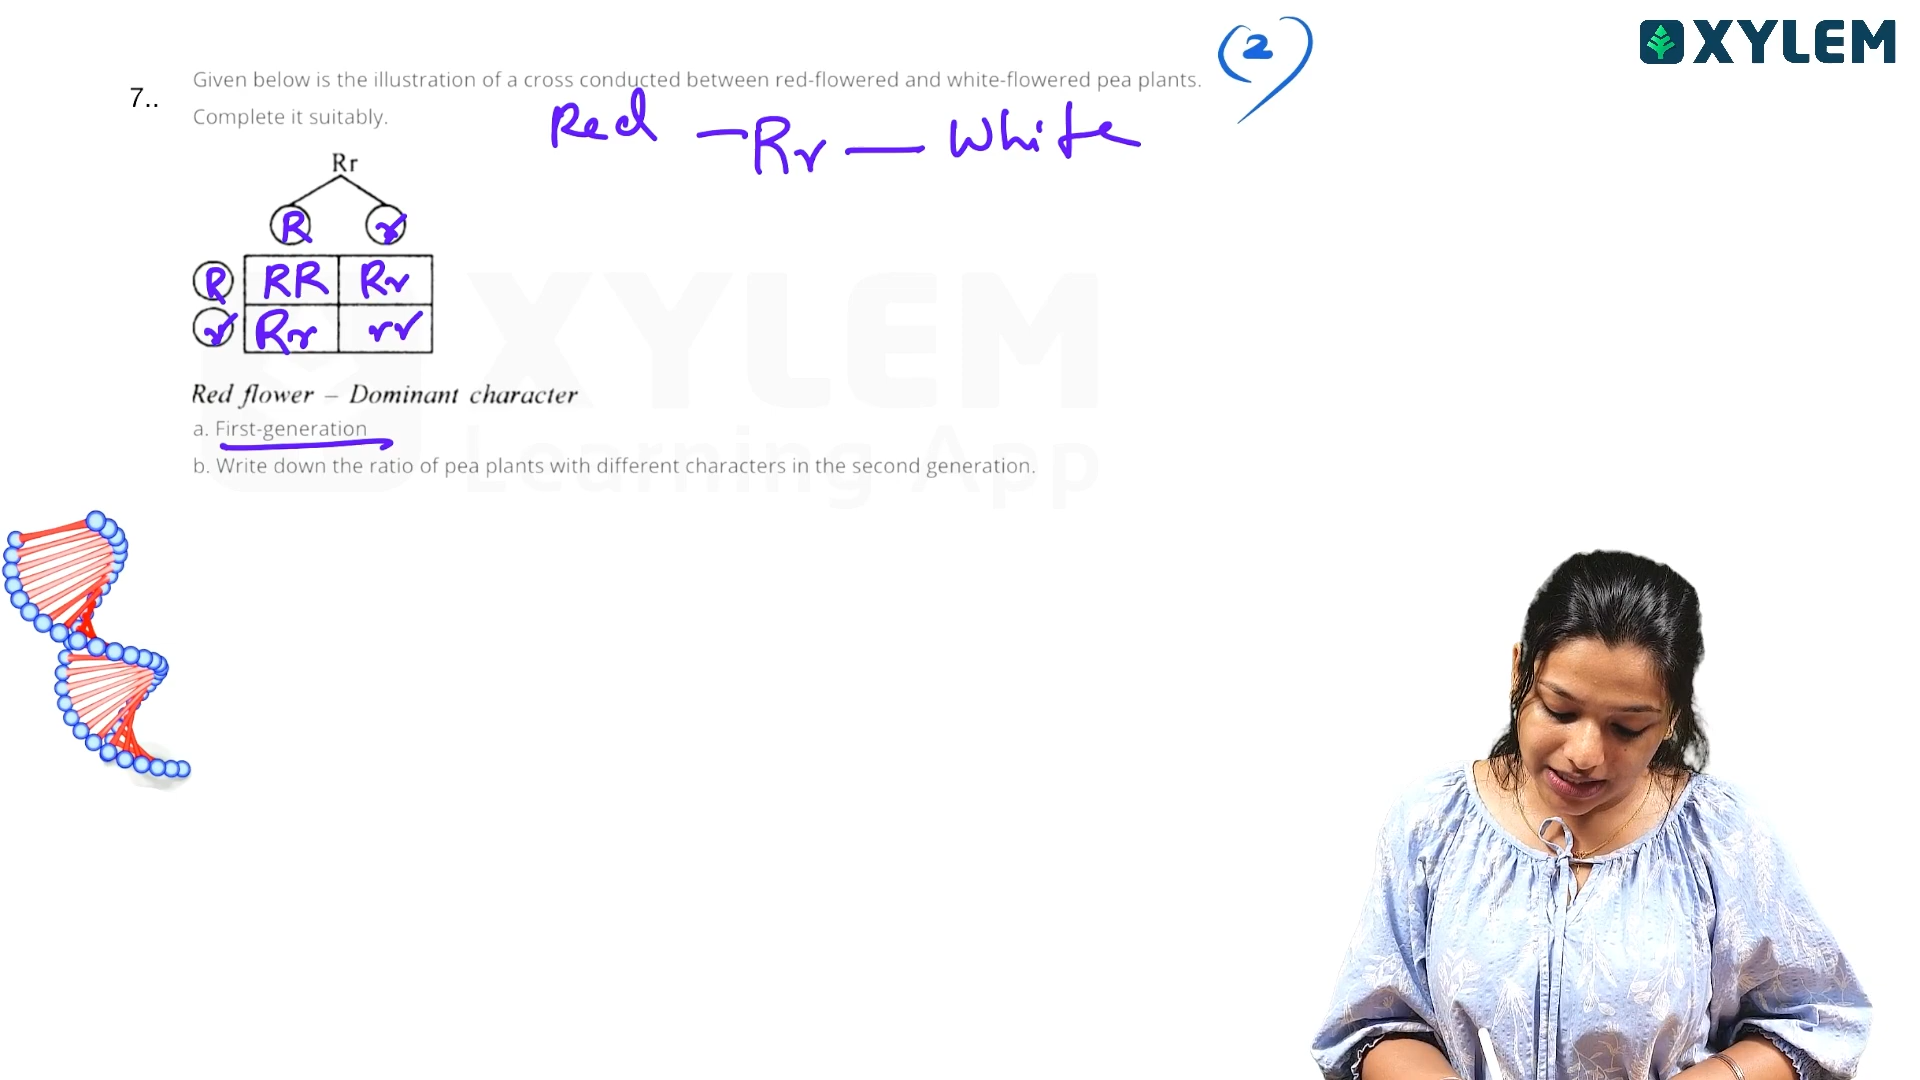 XYLEM
(2)
7..
Given below is the illustration of a cross conducted between red-flowered and white-flowered pea plants.
Complete it suitably.
Red — Rr — White
Rr
R r
R RR Rr
r Rr rr
Red flower – Dominant character
a. First-generation
b. Write down the ratio of pea plants with different characters in the second generation.
XYLEM
Learning App